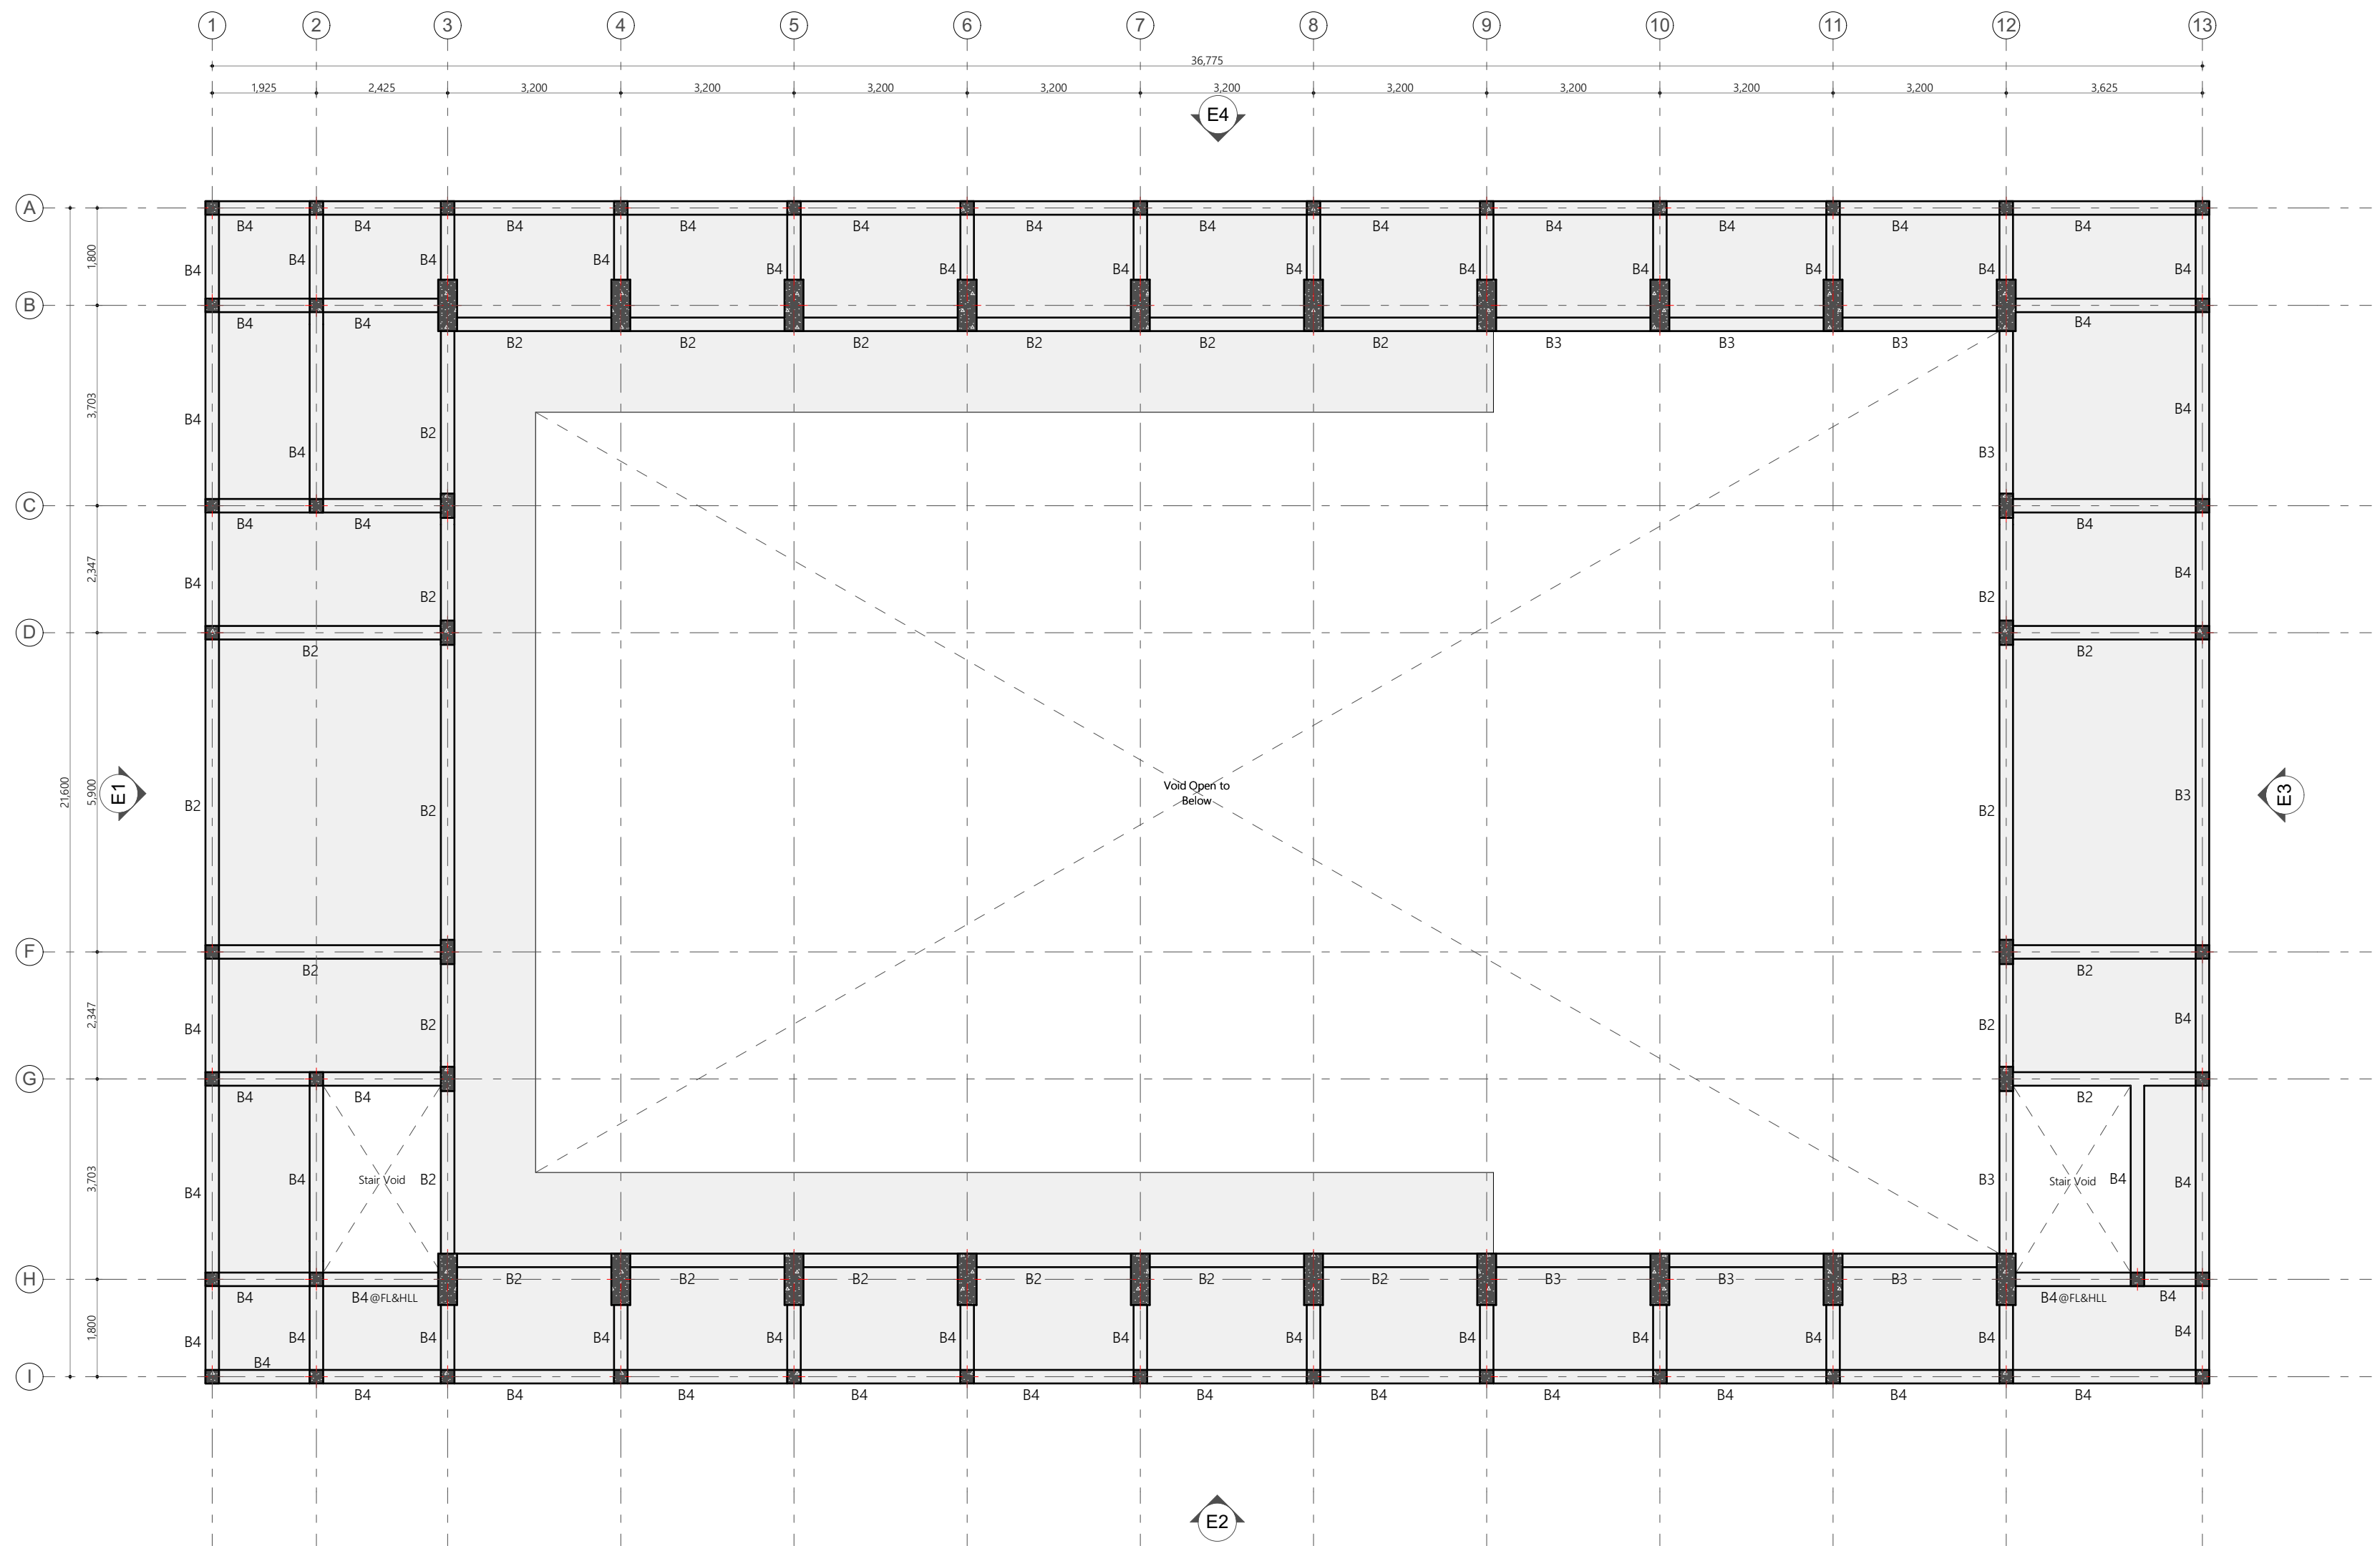 1 2 3 4 5 6 7 8 9 10 11 12 13
36,775
1,925 2,425 3,200 3,200 3,200 3,200 3,200 3,200 3,200 3,200 3,200 3,625
E4
A
B4 B4 B4 B4 B4 B4 B4 B4 B4 B4 B4 B4
1,800 B4 B4 B4 B4 B4 B4 B4 B4 B4 B4 B4 B4 B4
B
B4 B4 B4
B2 B2 B2 B2 B2 B2 B3 B3 B3
3,703 B4 B4 B2 B3 B4
C
B4 B4 B4
2,347 B4 B2 B2 B4
D
B2 B2
21,600 5,900 E1 B2 B2 B2 B3 E3
Void Open to
Below
F
B2 B2
2,347 B4 B2 B2 B4
G
B4 B4 B2
3,703 B4 B4 Stair Void B2 B3 Stair Void B4 B4
H
B2 B2 B2 B2 B2 B2 B3 B3 B3
B4 B4@FL&HLL B4@FL&HLL B4
1,800 B4 B4 B4 B4 B4 B4 B4 B4 B4 B4 B4 B4 B4
B4
I
B4 B4 B4 B4 B4 B4 B4 B4 B4 B4 B4
E2